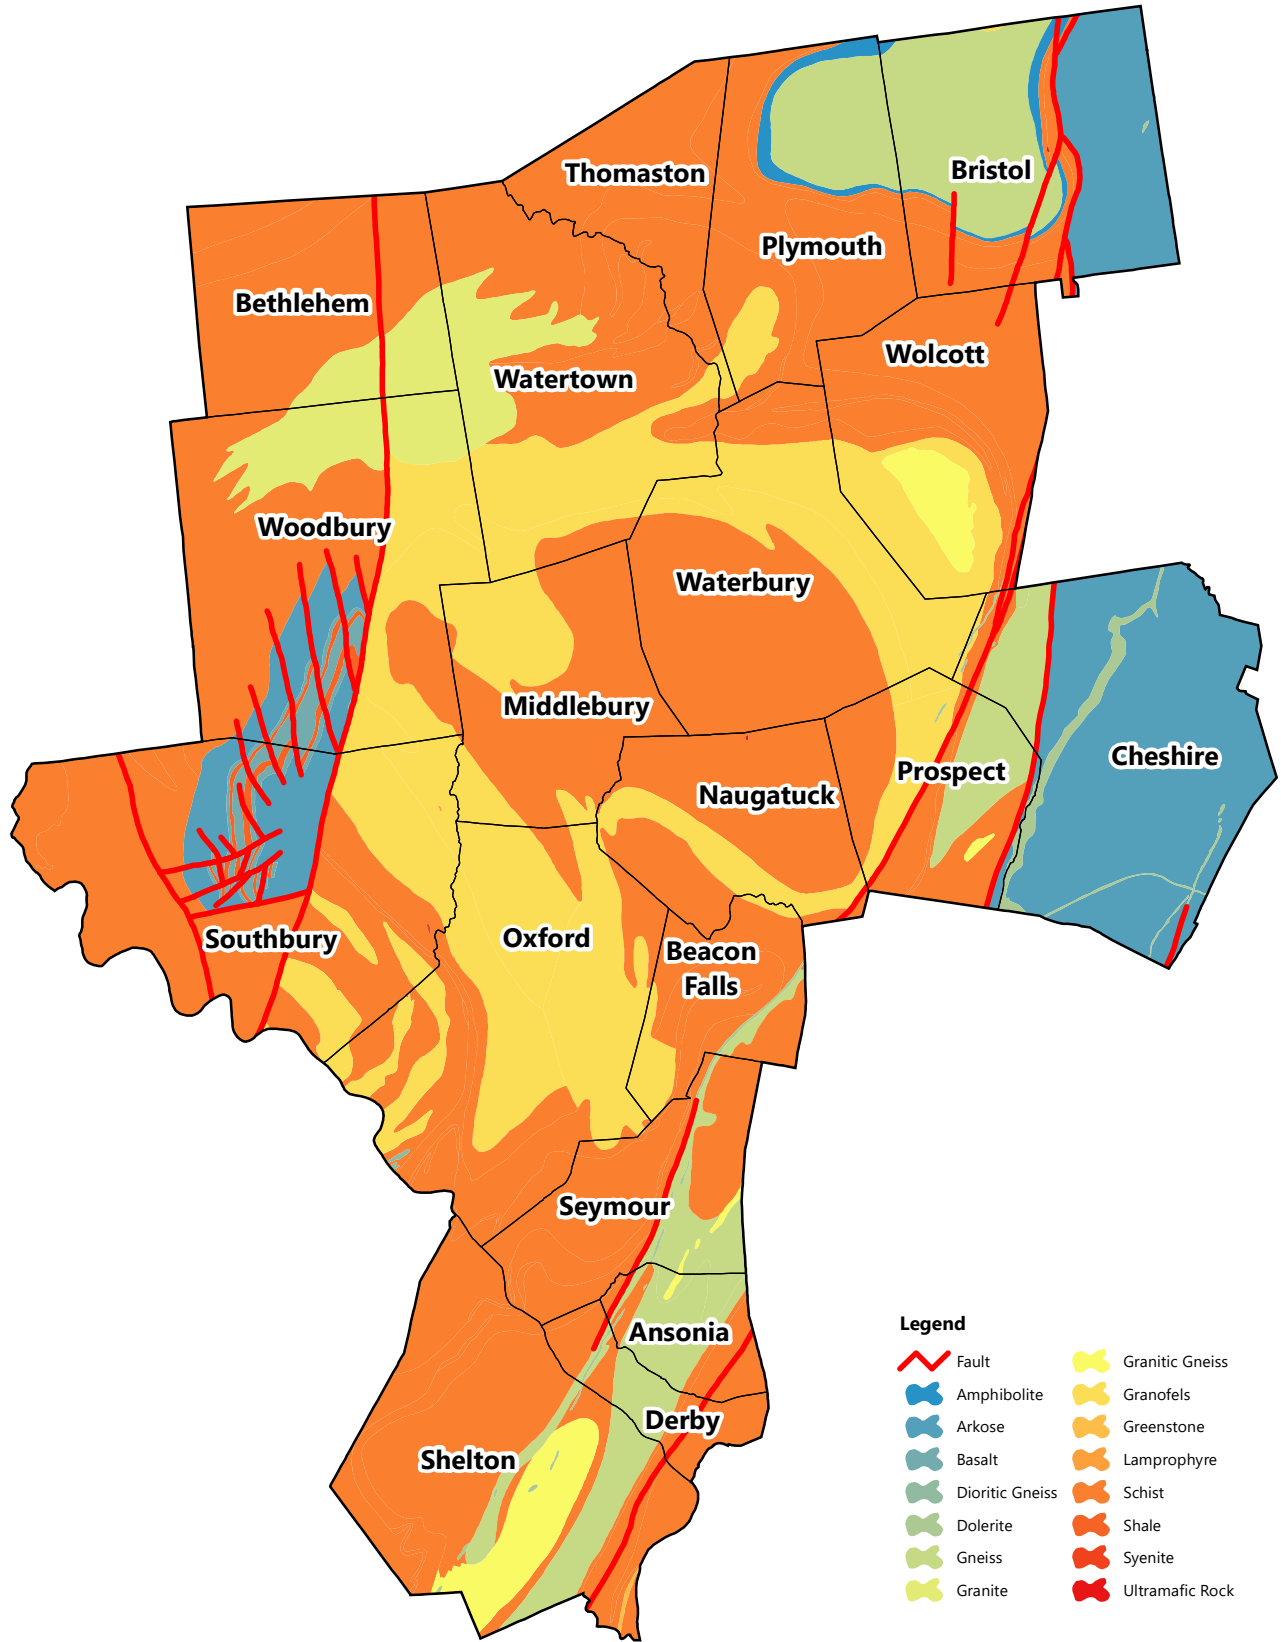 Thomaston
Bristol
Plymouth
Bethlehem
Wolcott
Watertown
Woodbury
Waterbury
Middlebury
Cheshire
Prospect
Naugatuck
Southbury
Oxford
Beacon
Falls
Seymour
Ansonia
Derby
Shelton
Legend
Fault
Amphibolite
Arkose
Basalt
Dioritic Gneiss
Dolerite
Gneiss
Granite
Granitic Gneiss
Granofels
Greenstone
Lamprophyre
Schist
Shale
Syenite
Ultramafic Rock